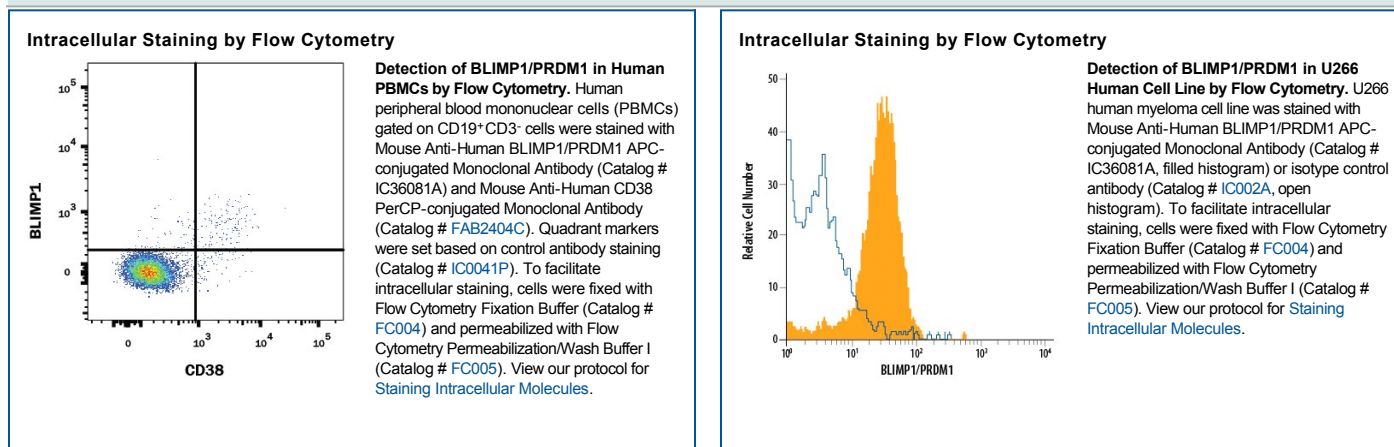 Intracellular Staining by Flow Cytometry
10⁵
10⁴
10³
0
BLIMP1
0
10³
10⁴
10⁵
CD38
Detection of BLIMP1/PRDM1 in Human
PBMCs by Flow Cytometry. Human
peripheral blood mononuclear cells (PBMCs)
gated on CD19⁺CD3⁻ cells were stained with
Mouse Anti-Human BLIMP1/PRDM1 APC-
conjugated Monoclonal Antibody (Catalog #
IC36081A) and Mouse Anti-Human CD38
PerCP-conjugated Monoclonal Antibody
(Catalog # FAB2404C). Quadrant markers
were set based on control antibody staining
(Catalog # IC0041P). To facilitate
intracellular staining, cells were fixed with
Flow Cytometry Fixation Buffer (Catalog #
FC004) and permeabilized with Flow
Cytometry Permeabilization/Wash Buffer I
(Catalog # FC005). View our protocol for
Staining Intracellular Molecules.
Intracellular Staining by Flow Cytometry
50
40
30
20
10
0
Relative Cell Number
10⁰
10¹
10²
10³
10⁴
BLIMP1/PRDM1
Detection of BLIMP1/PRDM1 in U266
Human Cell Line by Flow Cytometry. U266
human myeloma cell line was stained with
Mouse Anti-Human BLIMP1/PRDM1 APC-
conjugated Monoclonal Antibody (Catalog #
IC36081A, filled histogram) or isotype control
antibody (Catalog # IC002A, open
histogram). To facilitate intracellular
staining, cells were fixed with Flow Cytometry
Fixation Buffer (Catalog # FC004) and
permeabilized with Flow Cytometry
Permeabilization/Wash Buffer I (Catalog #
FC005). View our protocol for Staining
Intracellular Molecules.